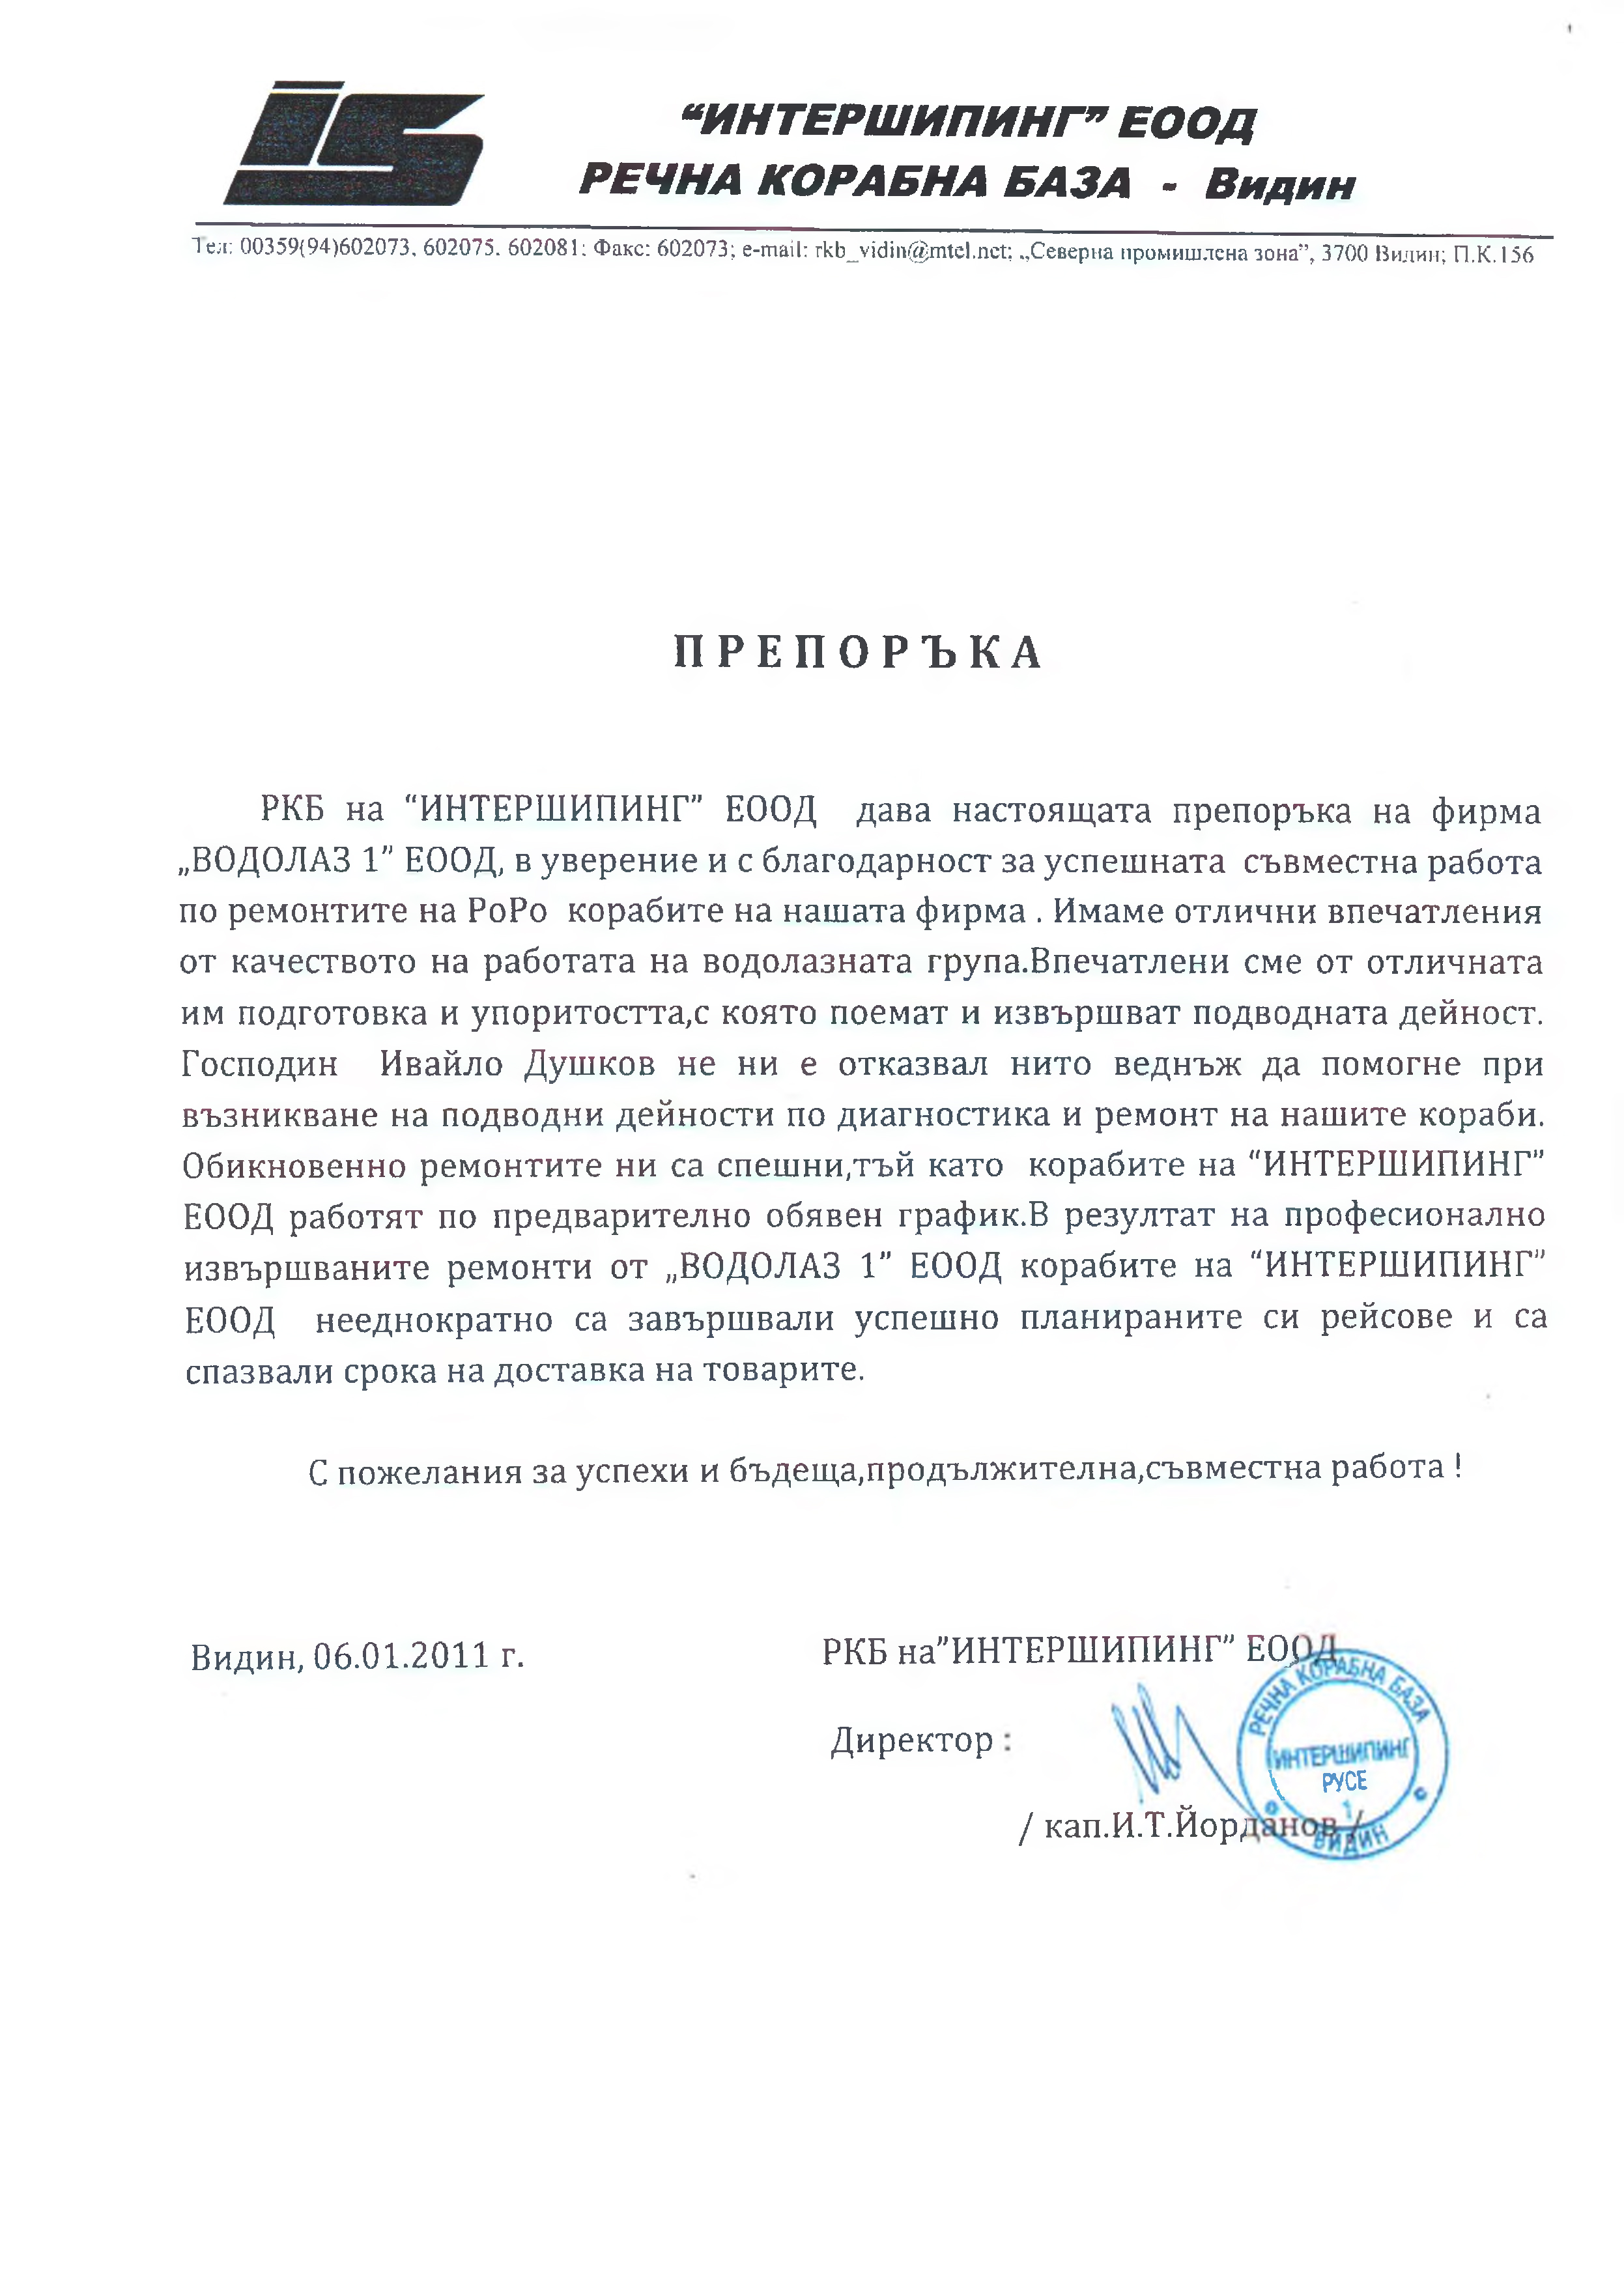 iS
“ИНТЕРШИПИНГ” ЕООД
РЕЧНА КОРАБНА БАЗА - Видин
Тел: 00359(94)602073, 602075. 602081; Факс: 602073; e-mail: rkb_vidin@mtel.net; „Северна промишлена зона”, 3700 Видин; П.К.156
ПРЕПОРЪКА
РКБ на “ИНТЕРШИПИНГ” ЕООД дава настоящата препоръка на фирма
„ВОДОЛАЗ 1” ЕООД, в уверение и с благодарност за успешната съвместна работа
по ремонтите на РоРо корабите на нашата фирма . Имаме отлични впечатления
от качеството на работата на водолазната група.Впечатлени сме от отличната
им подготовка и упоритостта,с която поемат и извършват подводната дейност.
Господин Ивайло Душков не ни е отказвал нито веднъж да помогне при
възникване на подводни дейности по диагностика и ремонт на нашите кораби.
Обикновенно ремонтите ни са спешни,тъй като корабите на “ИНТЕРШИПИНГ”
ЕООД работят по предварително обявен график.В резултат на професионално
извършваните ремонти от „ВОДОЛАЗ 1” ЕООД корабите на “ИНТЕРШИПИНГ”
ЕООД нееднократно са завършвали успешно планираните си рейсове и са
спазвали срока на доставка на товарите.
С пожелания за успехи и бъдеща,продължителна,съвместна работа !
Видин, 06.01.2011 г.
РКБ на”ИНТЕРШИПИНГ” ЕООД
Директор :
/ кап.И.Т.Йорданов /
РЕЧНА КОРАБНА БАЗА
ИНТЕРШИПИНГ
РУСЕ
1
ВИДИН